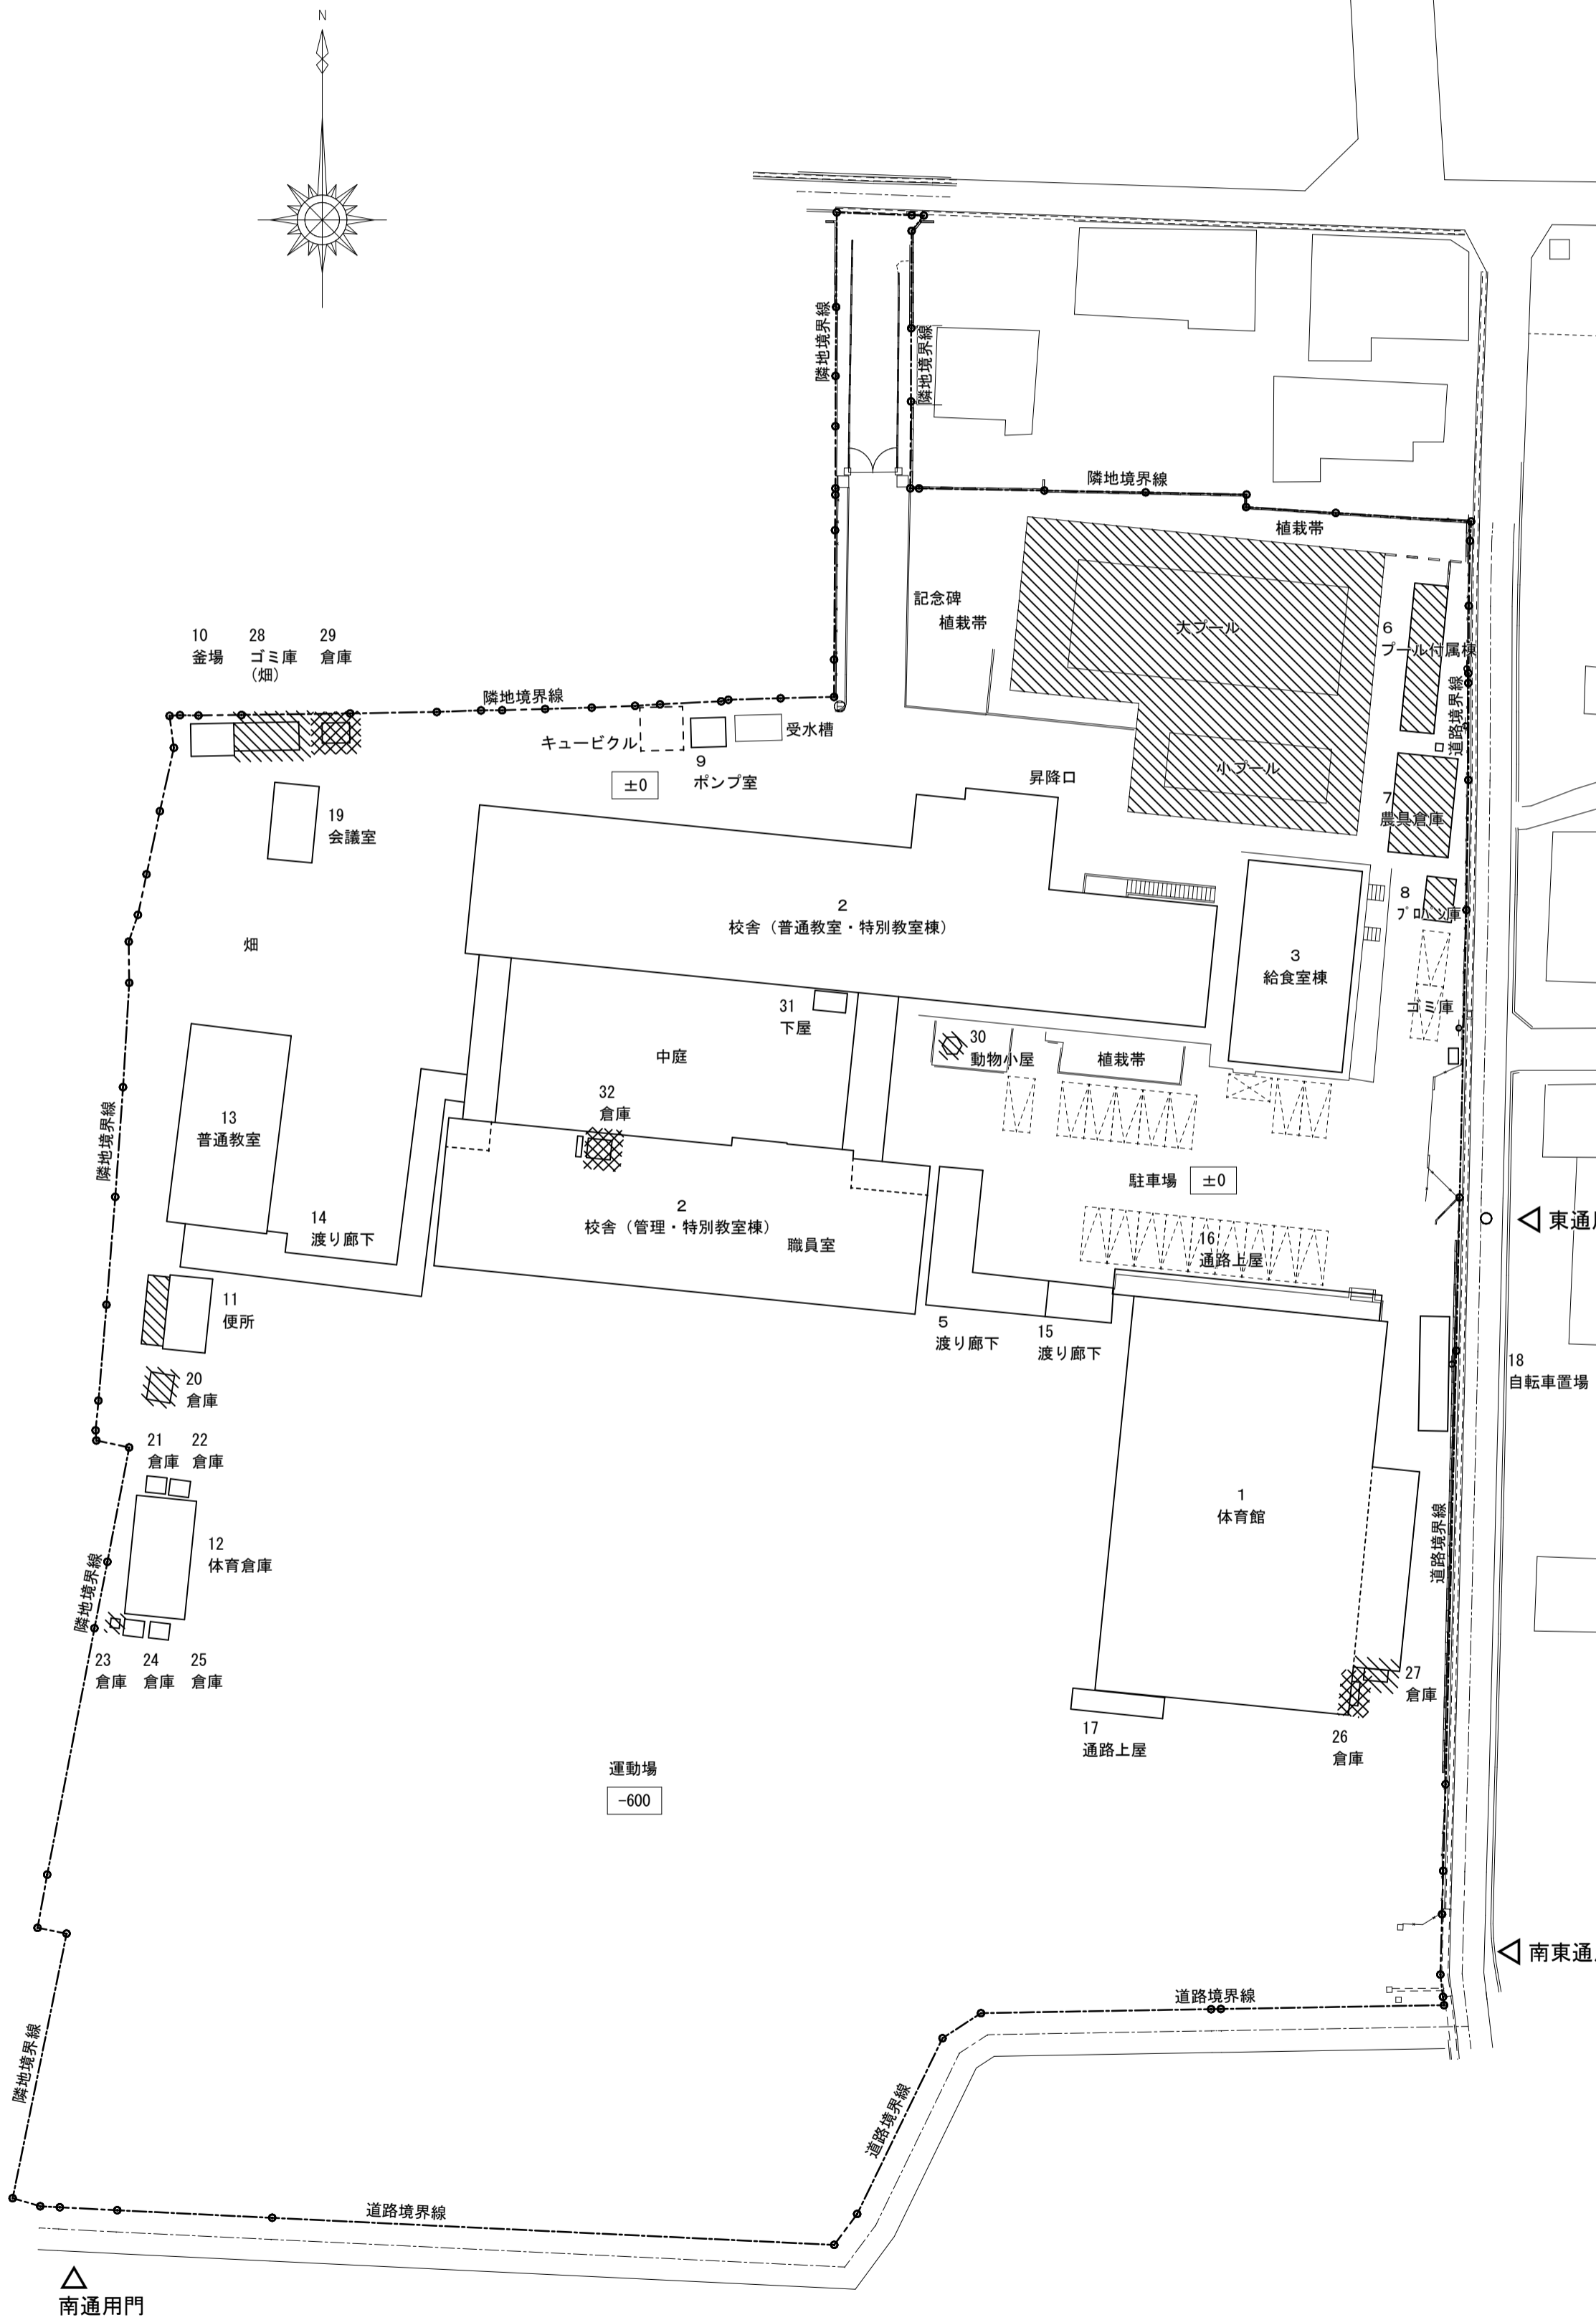 N
隣地境界線
隣地境界線
隣地境界線
植栽帯
記念碑
植栽帯
大プール
6
プール付属棟
10
釜場
28
ゴミ庫
(畑)
29
倉庫
隣地境界線
道路境界線
キュービクル
受水槽
9
ポンプ室
±0
昇降口
小プール
7
農具倉庫
19
会議室
2
校舎（普通教室・特別教室棟）
8
プロパン庫
畑
3
給食室棟
31
下屋
ゴミ庫
中庭
30
動物小屋
植栽帯
32
倉庫
13
普通教室
隣地境界線
駐車場
±0
2
校舎（管理・特別教室棟）
職員室
14
渡り廊下
16
通路上屋
東通
11
便所
5
渡り廊下
15
渡り廊下
18
自転車置場
20
倉庫
21
倉庫
22
倉庫
1
体育館
12
体育倉庫
道路境界線
隣地境界線
23
倉庫
24
倉庫
25
倉庫
27
倉庫
17
通路上屋
26
倉庫
運動場
-600
南東通
道路境界線
隣地境界線
道路境界線
道路境界線
南通用門